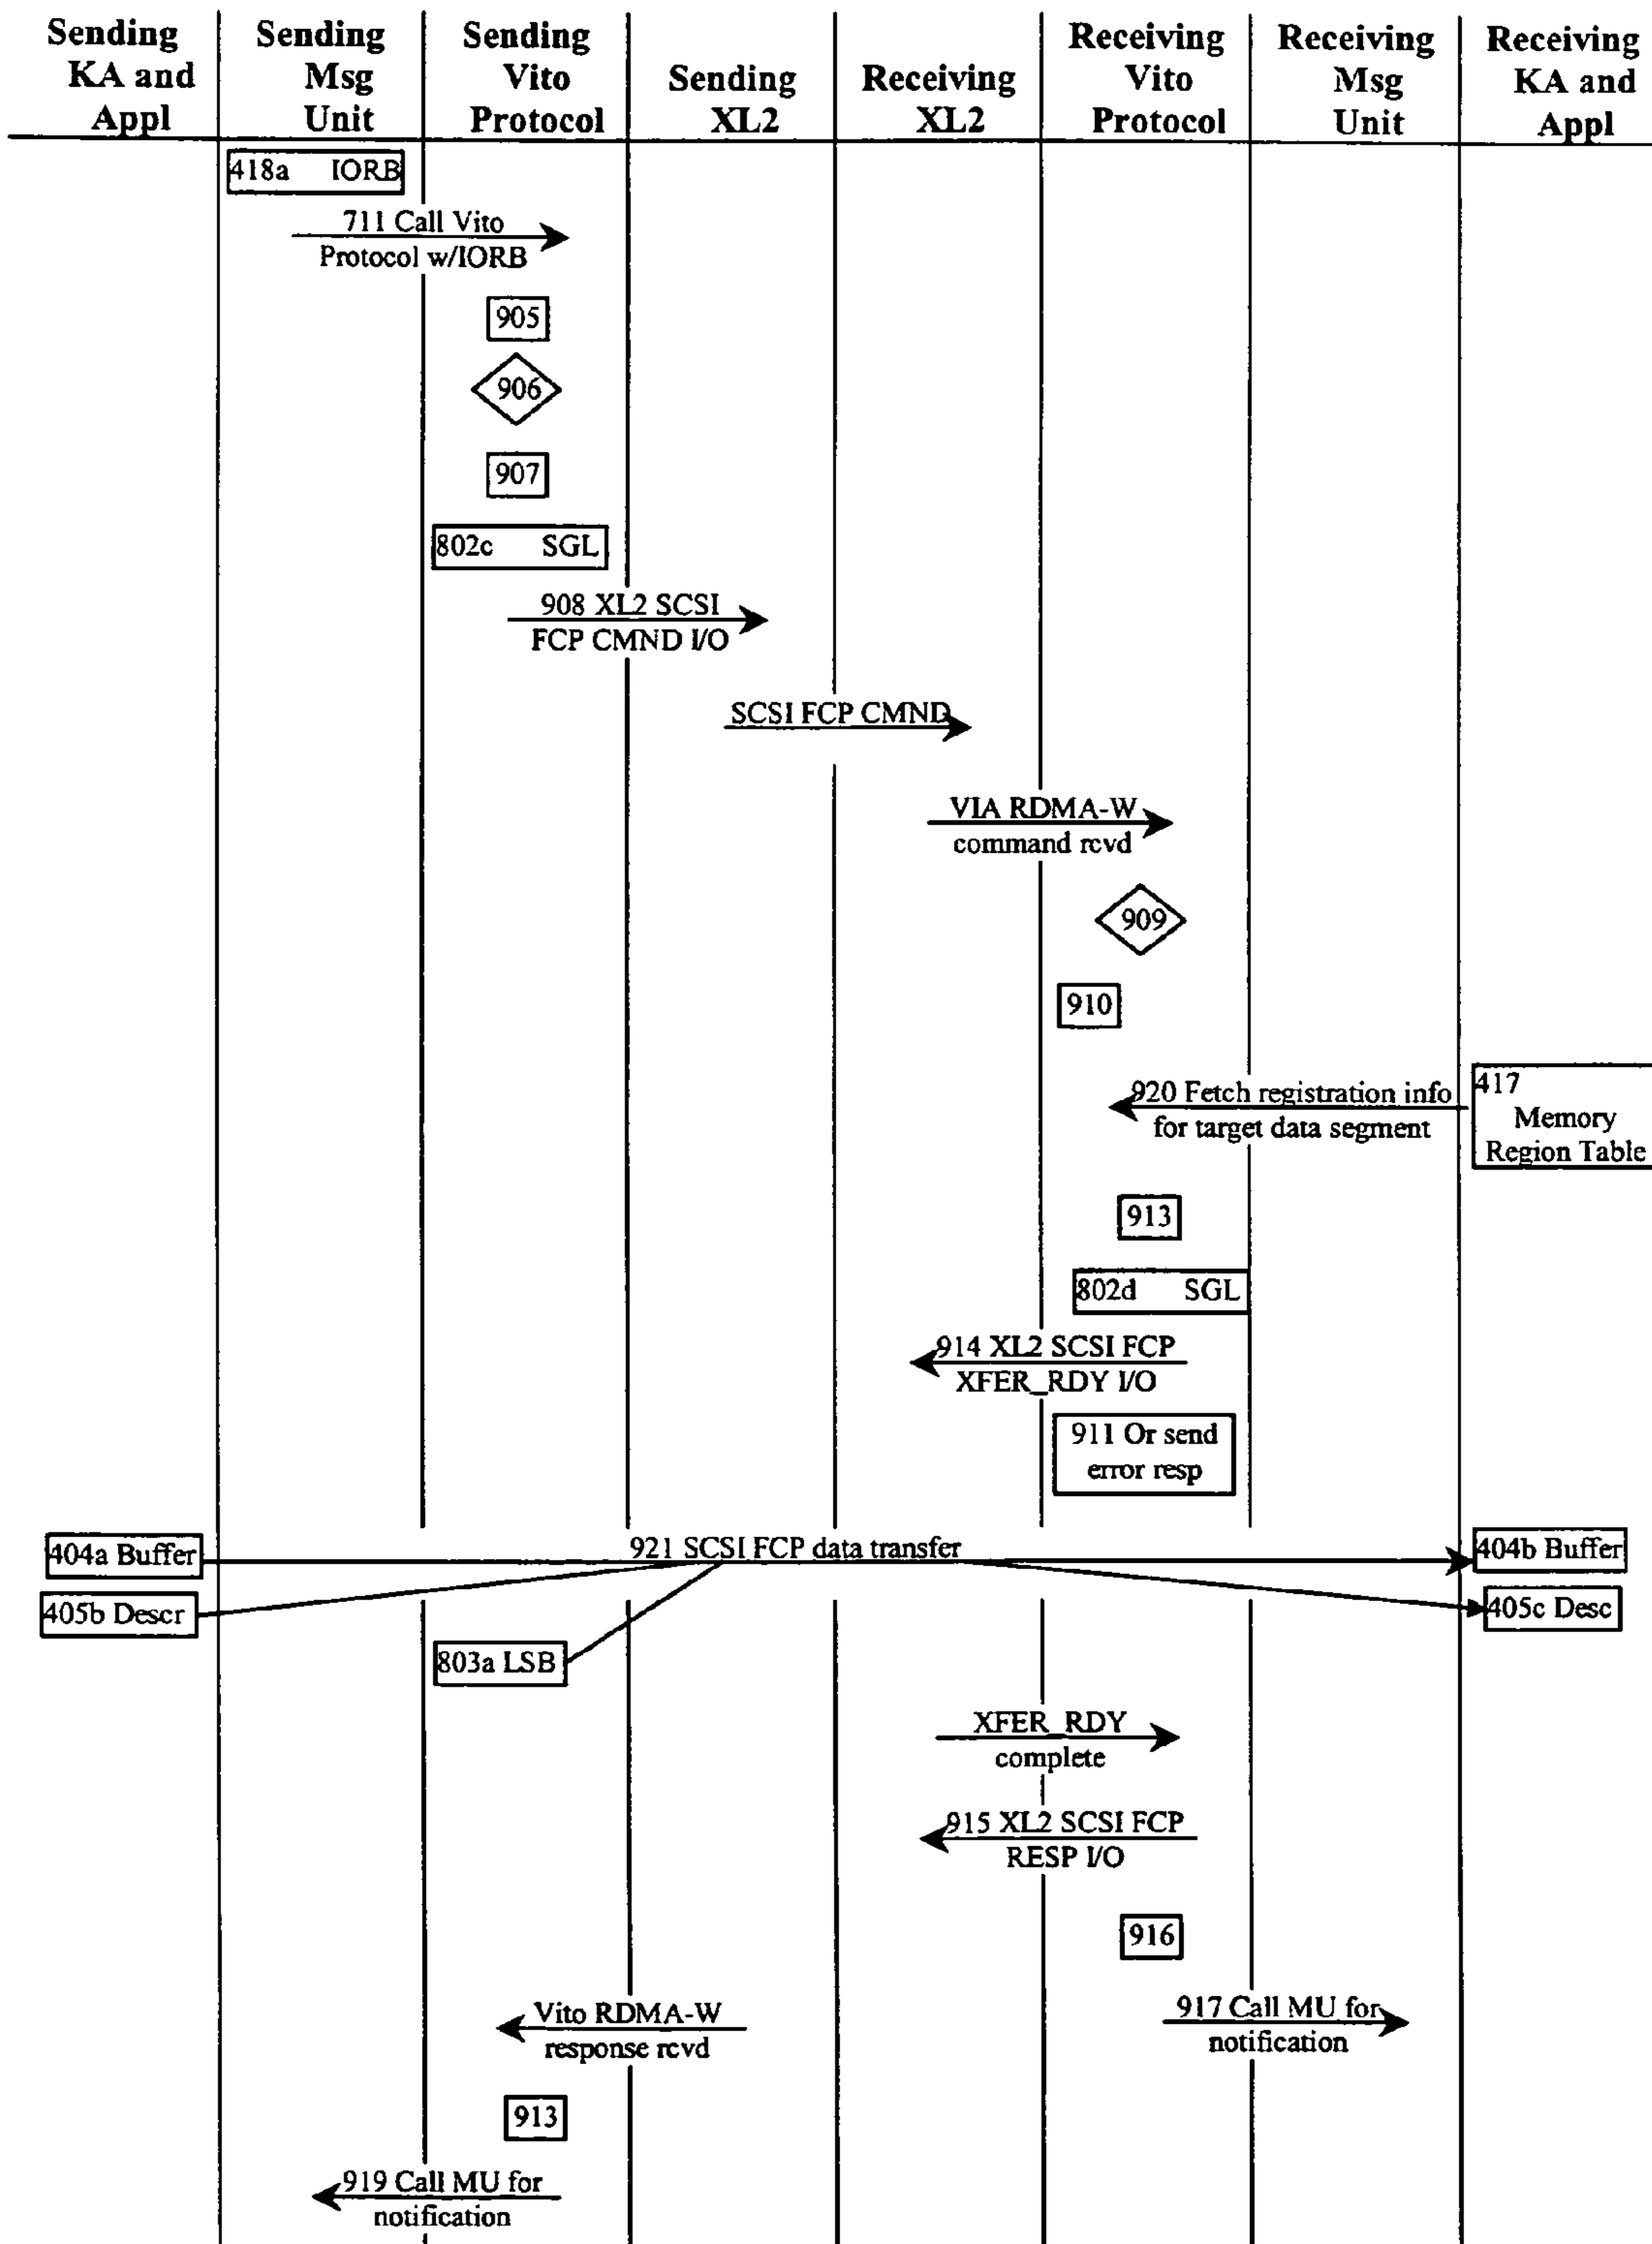 Sending KA and Appl
Sending Msg Unit
Sending Vito Protocol
Sending XL2
Receiving XL2
Receiving Vito Protocol
Receiving Msg Unit
Receiving KA and Appl
418a IORB
711 Call Vito
Protocol w/IORB
905
906
907
802c SGL
908 XL2 SCSI
FCP CMND I/O
SCSI FCP CMND
VIA RDMA-W
command rcvd
909
910
920 Fetch registration info
for target data segment
417
Memory
Region Table
913
802d SGL
914 XL2 SCSI FCP
XFER_RDY I/O
911 Or send
error resp
404a Buffer
921 SCSI FCP data transfer
404b Buffer
405b Descr
405c Desc
803a LSB
XFER_RDY
complete
915 XL2 SCSI FCP
RESP I/O
916
Vito RDMA-W
response rcvd
917 Call MU for
notification
913
919 Call MU for
notification